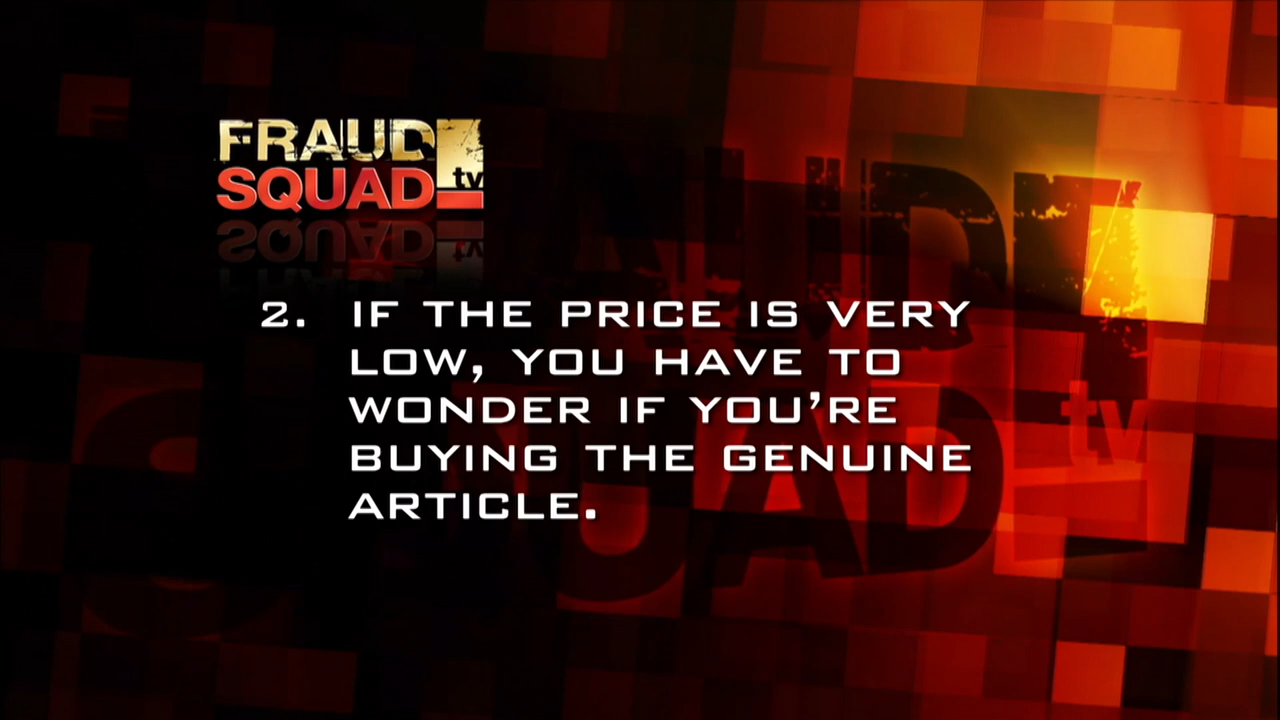 FRAUD
SQUAD
tv
2. IF THE PRICE IS VERY
LOW, YOU HAVE TO
WONDER IF YOU'RE
BUYING THE GENUINE
ARTICLE.